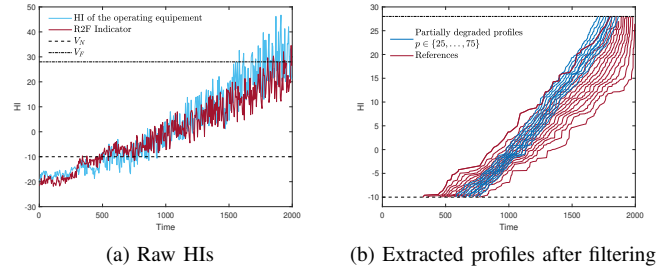 HI of the operating equipement
R2F Indicator
V_N
V_F
50
40
30
20
10
0
-10
-20
-30
HI
0
500
1000
1500
2000
Time
(a) Raw HIs
Partially degraded profiles
p ∈ {25, . . . , 75}
References
25
20
15
10
5
0
-5
-10
HI
0
500
1000
1500
2000
Time
(b) Extracted profiles after filtering